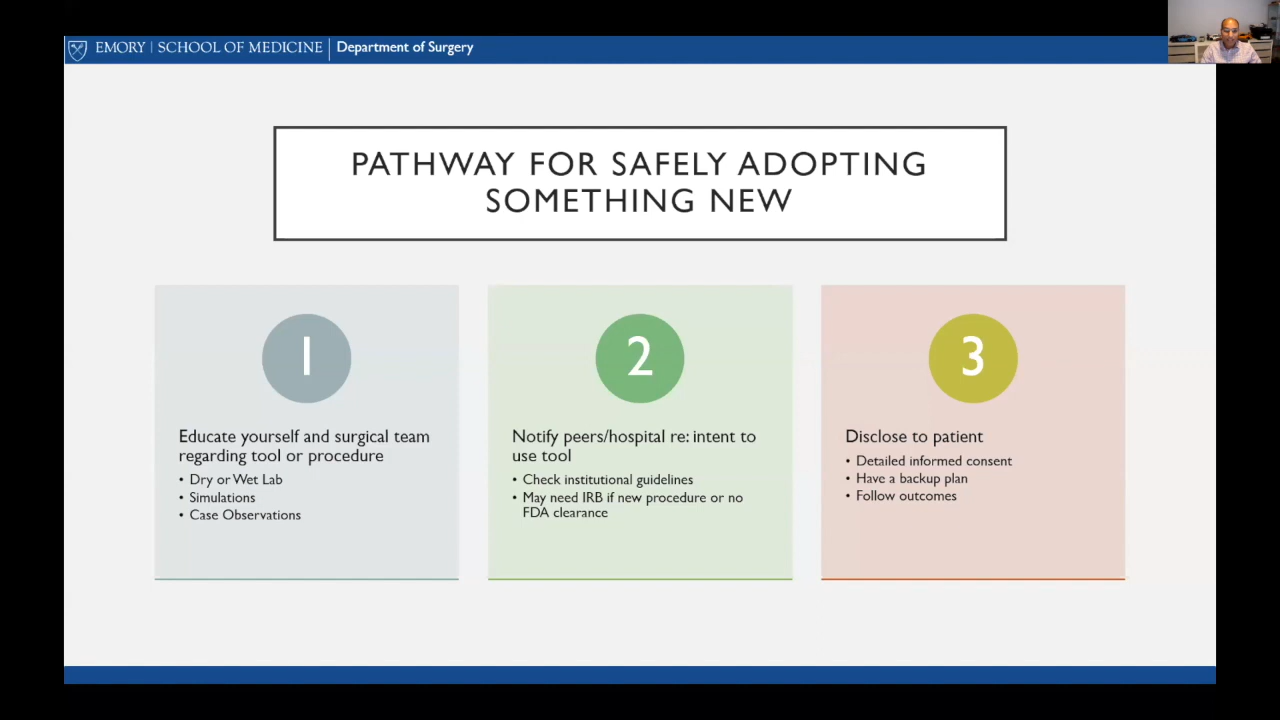 EMORY | SCHOOL OF MEDICINE | Department of Surgery
PATHWAY FOR SAFELY ADOPTING
SOMETHING NEW
1
Educate yourself and surgical team
regarding tool or procedure
• Dry or Wet Lab
• Simulations
• Case Observations
2
Notify peers/hospital re: intent to
use tool
• Check institutional guidelines
• May need IRB if new procedure or no
FDA clearance
3
Disclose to patient
• Detailed informed consent
• Have a backup plan
• Follow outcomes